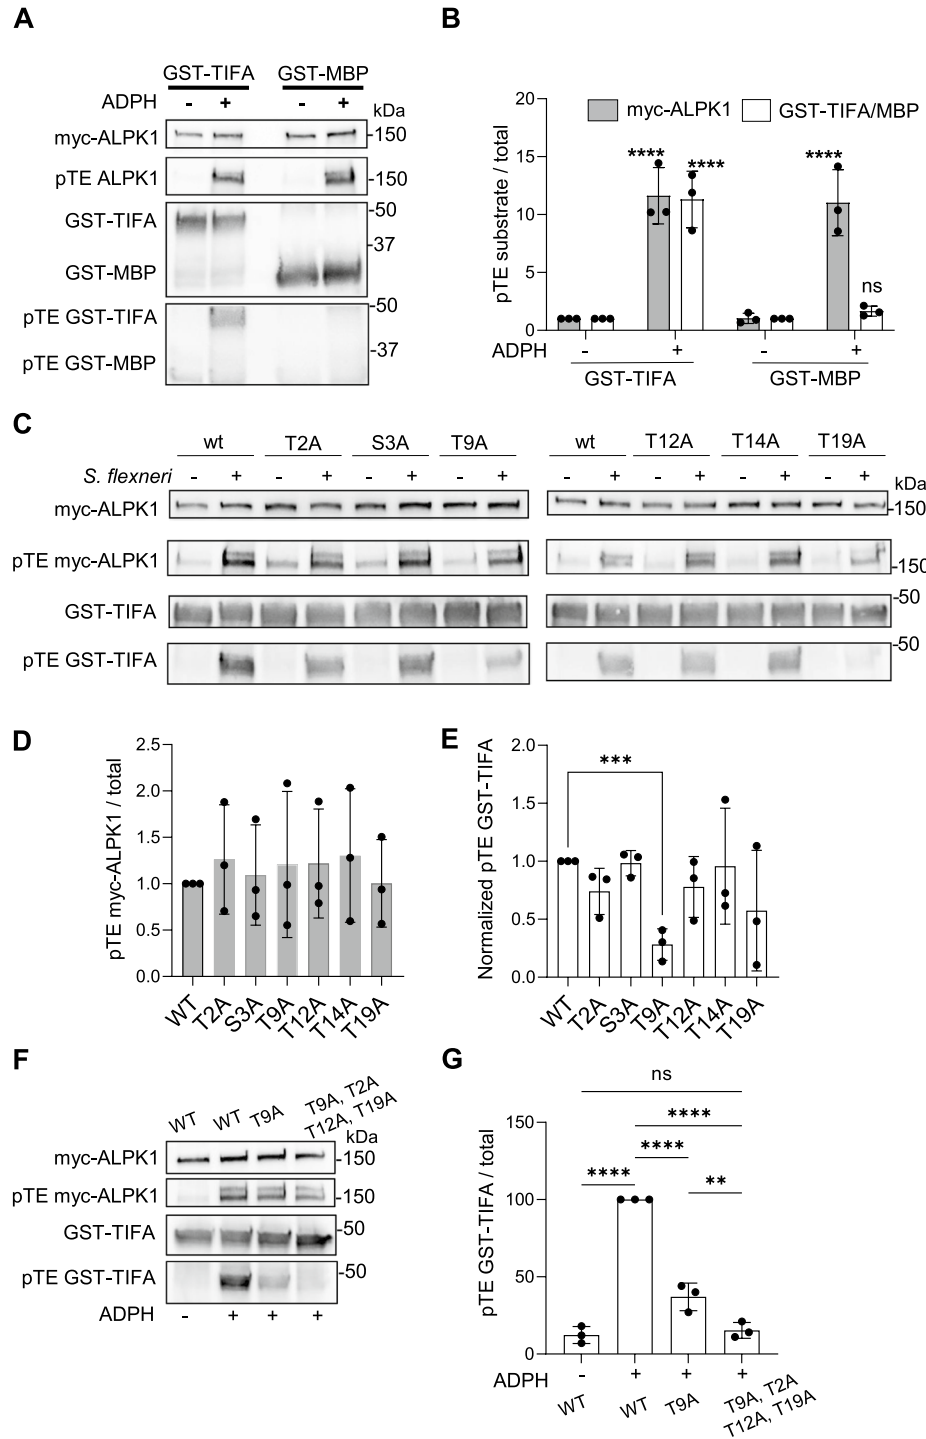 A
GST-TIFA GST-MBP
ADPH - + - + kDa
myc-ALPK1 -150
pTE ALPK1 -150
GST-TIFA -50
-37
GST-MBP
pTE GST-TIFA -50
-37
pTE GST-MBP
B
myc-ALPK1 GST-TIFA/MBP
pTE substrate / total
20
15
10
5
0
**** **** **** ns
ADPH - + - +
GST-TIFA GST-MBP
C
wt T2A S3A T9A wt T12A T14A T19A
S. flexneri - + - + - + - + - + - + - + - + kDa
myc-ALPK1 -150
pTE myc-ALPK1 -150
GST-TIFA -50
pTE GST-TIFA -50
D
pTE myc-ALPK1 / total
2.5
2.0
1.5
1.0
0.5
0.0
WT T2A S3A T9A T12A T14A T19A
E
Normalized pTE GST-TIFA
2.0
1.5
1.0
0.5
0.0
***
WT T2A S3A T9A T12A T14A T19A
F
WT WT T9A T9A, T2A
T12A, T19A
kDa
myc-ALPK1 -150
pTE myc-ALPK1 -150
GST-TIFA -50
pTE GST-TIFA -50
ADPH - + + +
G
pTE GST-TIFA / total
150
100
50
0
ns
****
****
**** **
ADPH - + + +
WT WT T9A T9A, T2A
T12A, T19A